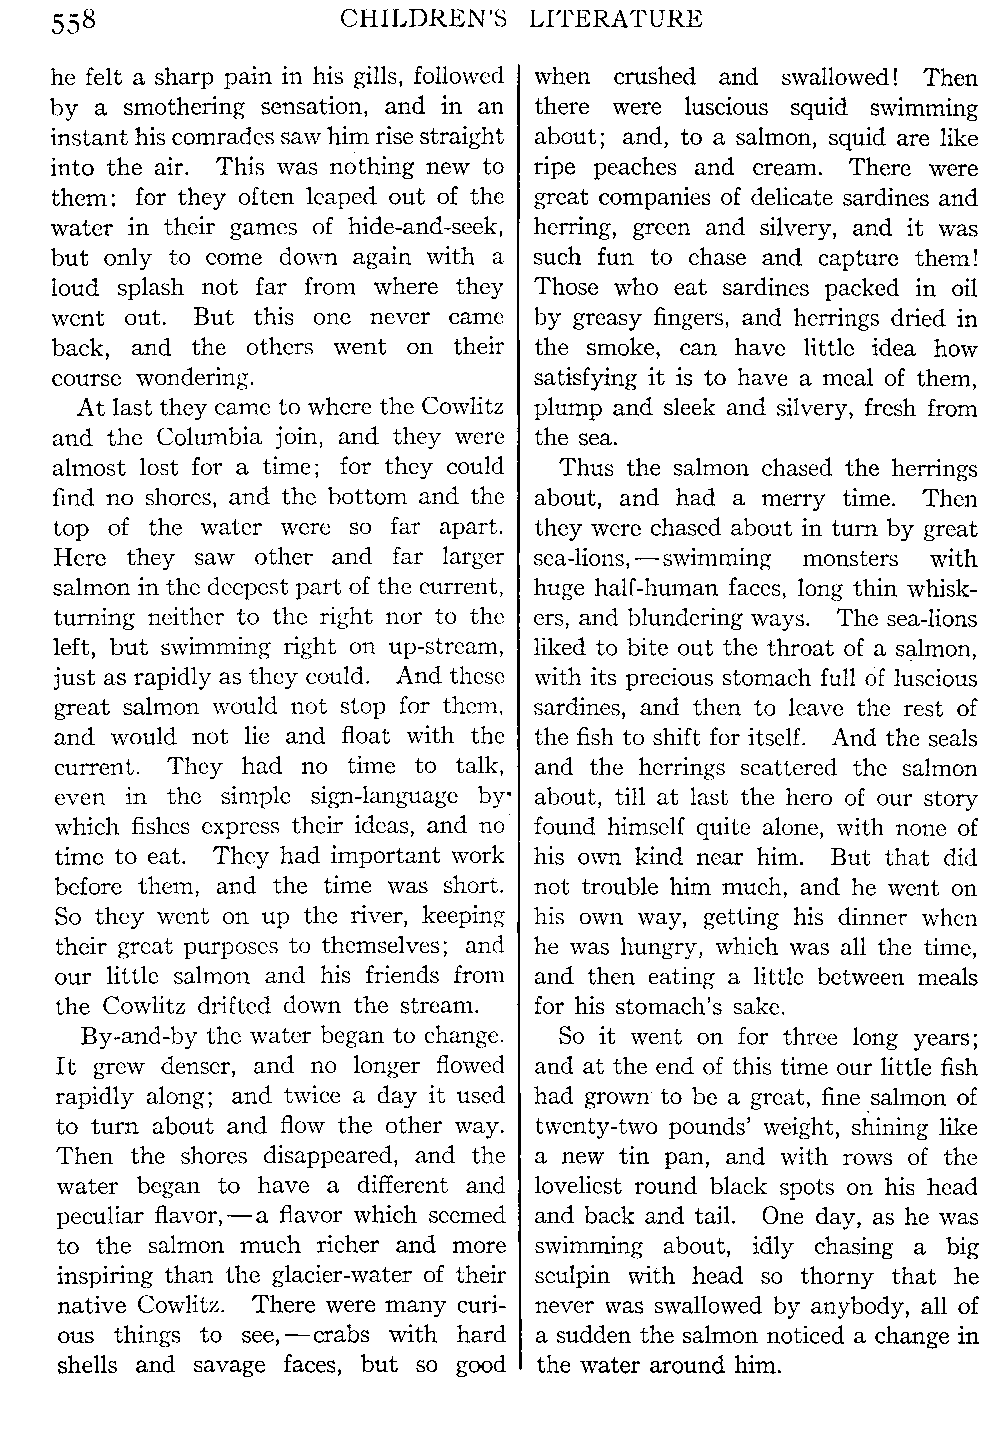 558 CHILDREN'S LITERATURE
he felt a sharp pain in his gills, followed
by a smothering sensation, and in an
instant his comrades saw him rise straight
into the air. This was nothing new to
them: for they often leaped out of the
water in their games of hide-and-seek,
but only to come down again with a
loud splash not far from where they
went out. But this one never came
back, and the others went on their
course wondering.
At last they came to where the Cowlitz
and the Columbia join, and they were
almost lost for a time; for they could
find no shores, and the bottom and the
top of the water were so far apart.
Here they saw other and far larger
salmon in the deepest part of the current,
turning neither to the right nor to the
left, but swimming right on up-stream,
just as rapidly as they could. And these
great salmon would not stop for them,
and would not lie and float with the
current. They had no time to talk,
even in the simple sign-language by
which fishes express their ideas, and no
time to eat. They had important work
before them, and the time was short.
So they went on up the river, keeping
their great purposes to themselves; and
our little salmon and his friends from
the Cowlitz drifted down the stream.
By-and-by the water began to change.
It grew denser, and no longer flowed
rapidly along; and twice a day it used
to turn about and flow the other way.
Then the shores disappeared, and the
water began to have a different and
peculiar flavor,—a flavor which seemed
to the salmon much richer and more
inspiring than the glacier-water of their
native Cowlitz. There were many curi-
ous things to see,—crabs with hard
shells and savage faces, but so good
when crushed and swallowed! Then
there were luscious squid swimming
about; and, to a salmon, squid are like
ripe peaches and cream. There were
great companies of delicate sardines and
herring, green and silvery, and it was
such fun to chase and capture them!
Those who eat sardines packed in oil
by greasy fingers, and herrings dried in
the smoke, can have little idea how
satisfying it is to have a meal of them,
plump and sleek and silvery, fresh from
the sea.
Thus the salmon chased the herrings
about, and had a merry time. Then
they were chased about in turn by great
sea-lions,—swimming monsters with
huge half-human faces, long thin whisk-
ers, and blundering ways. The sea-lions
liked to bite out the throat of a salmon,
with its precious stomach full of luscious
sardines, and then to leave the rest of
the fish to shift for itself. And the seals
and the herrings scattered the salmon
about, till at last the hero of our story
found himself quite alone, with none of
his own kind near him. But that did
not trouble him much, and he went on
his own way, getting his dinner when
he was hungry, which was all the time,
and then eating a little between meals
for his stomach's sake.
So it went on for three long years;
and at the end of this time our little fish
had grown to be a great, fine salmon of
twenty-two pounds' weight, shining like
a new tin pan, and with rows of the
loveliest round black spots on his head
and back and tail. One day, as he was
swimming about, idly chasing a big
sculpin with head so thorny that he
never was swallowed by anybody, all of
a sudden the salmon noticed a change in
the water around him.